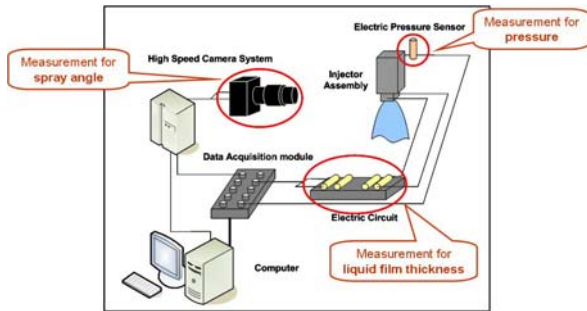 Electric Pressure Sensor
Measurement for
pressure
Measurement for
spray angle
High Speed Camera System
Injector
Assembly
Data Acquisition module
Electric Circuit
Measurement for
liquid film thickness
Computer